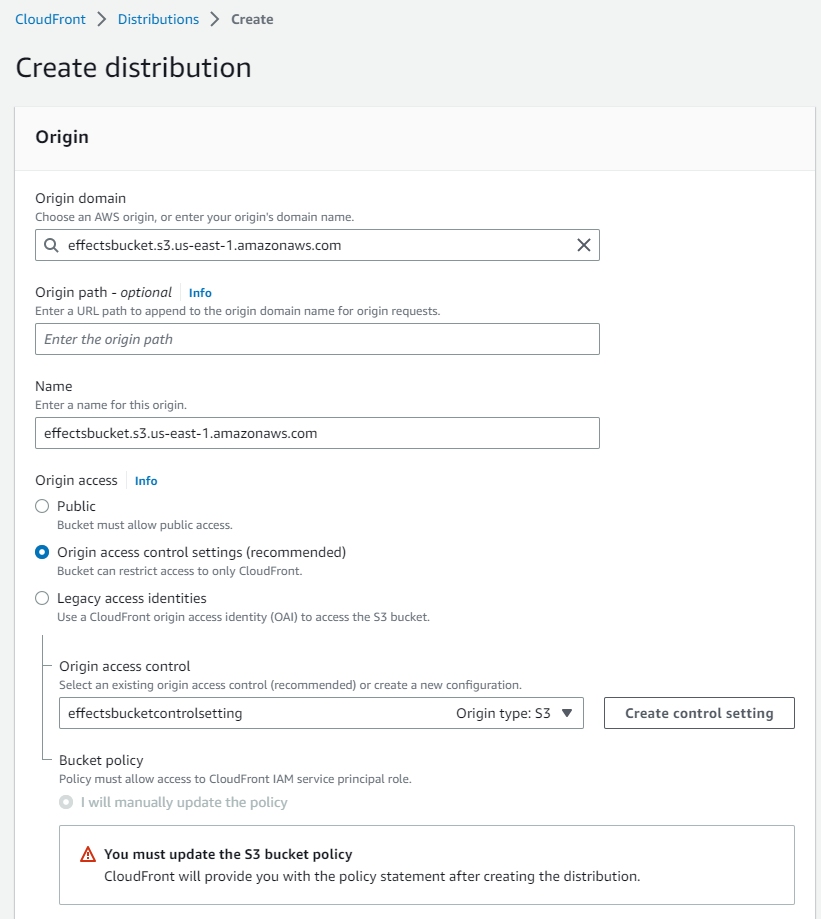 CloudFront > Distributions > Create
Create distribution
Origin
Origin domain
Choose an AWS origin, or enter your origin's domain name.
effectsbucket.s3.us-east-1.amazonaws.com
Origin path - optional Info
Enter a URL path to append to the origin domain name for origin requests.
Enter the origin path
Name
Enter a name for this origin.
effectsbucket.s3.us-east-1.amazonaws.com
Origin access Info
Public
Bucket must allow public access.
Origin access control settings (recommended)
Bucket can restrict access to only CloudFront.
Legacy access identities
Use a CloudFront origin access identity (OAI) to access the S3 bucket.
Origin access control
Select an existing origin access control (recommended) or create a new configuration.
effectsbucketcontrolsetting Origin type: S3 Create control setting
Bucket policy
Policy must allow access to CloudFront IAM service principal role.
I will manually update the policy
You must update the S3 bucket policy
CloudFront will provide you with the policy statement after creating the distribution.